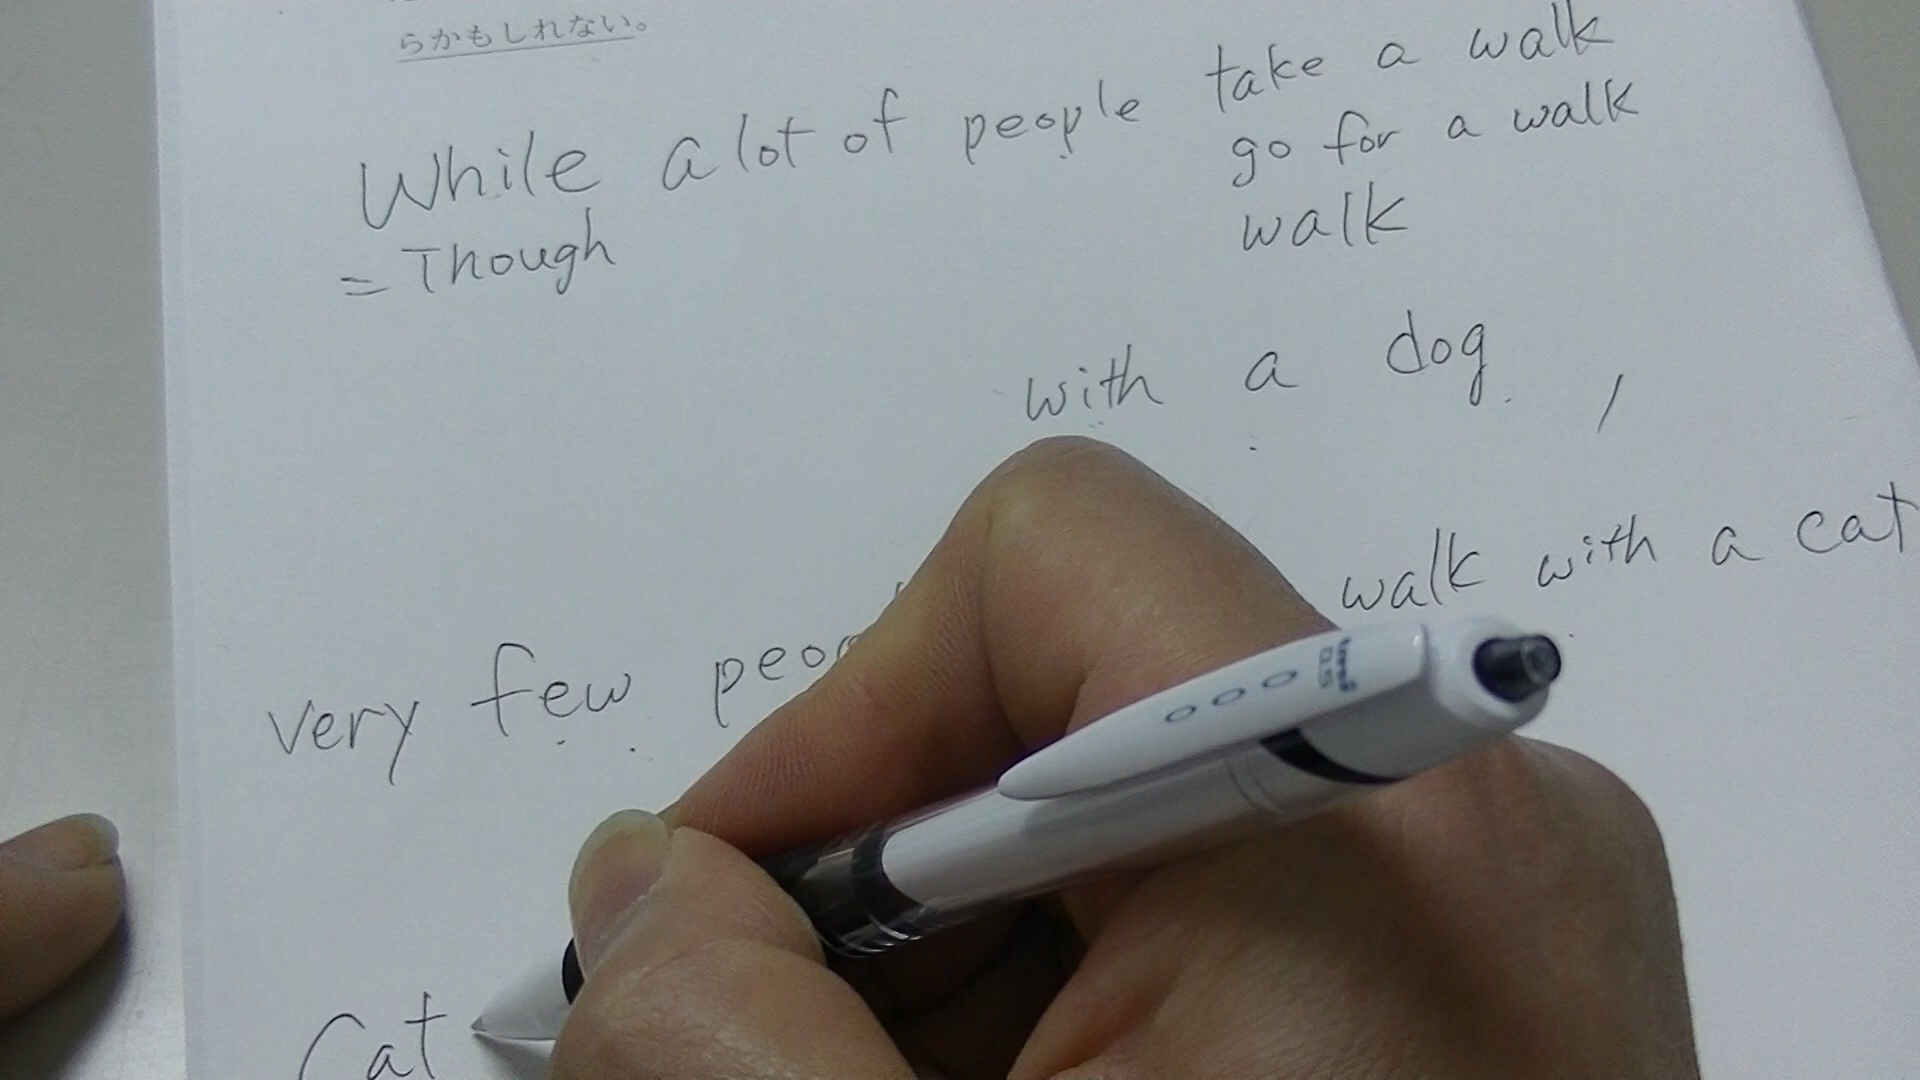 らかもしれない。
While a lot of people take a walk
go for a walk
= Though walk
with a dog ,
very few walk with a cat
Cat